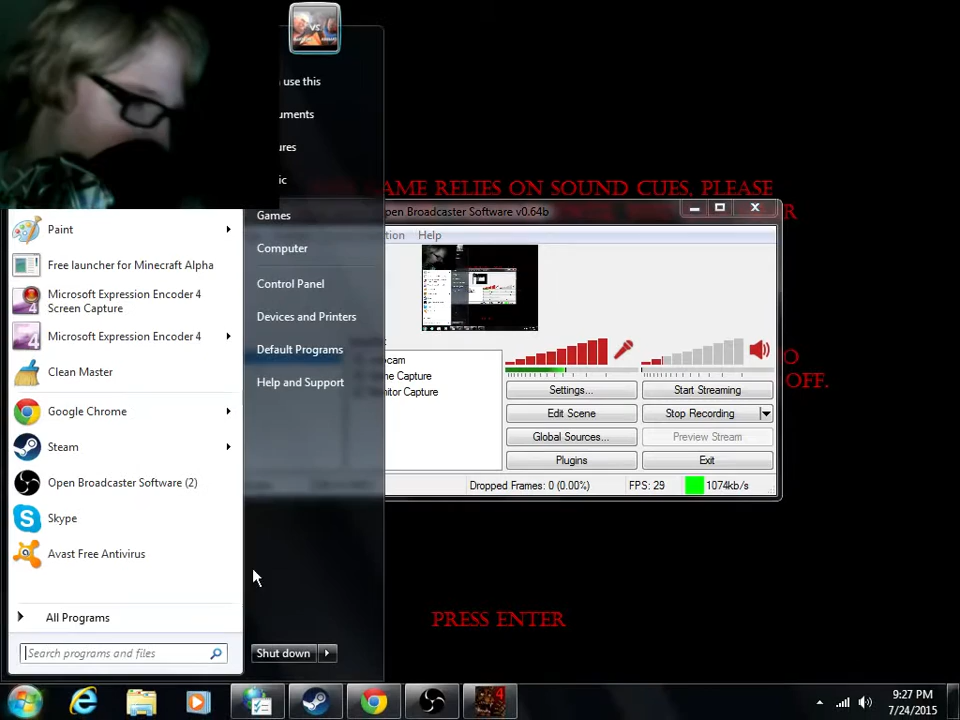 VS
use this
uments
ures
ic
AME RELIES ON SOUND CUES, PLEASE
R
Games
Open Broadcaster Software v0.64b
Paint
tion Help
Computer
Free launcher for Minecraft Alpha
Control Panel
Microsoft Expression Encoder 4
Screen Capture
Devices and Printers
Microsoft Expression Encoder 4
Default Programs
O
cam
Clean Master
me Capture
OFF.
Help and Support
nitor Capture
Settings...
Start Streaming
Google Chrome
Edit Scene
Stop Recording
Steam
Global Sources...
Preview Stream
Plugins
Exit
Open Broadcaster Software (2)
Dropped Frames: 0 (0.00%)
FPS: 29
1074kb/s
Skype
Avast Free Antivirus
All Programs
PRESS ENTER
Search programs and files
Shut down
4
9:27 PM
7/24/2015